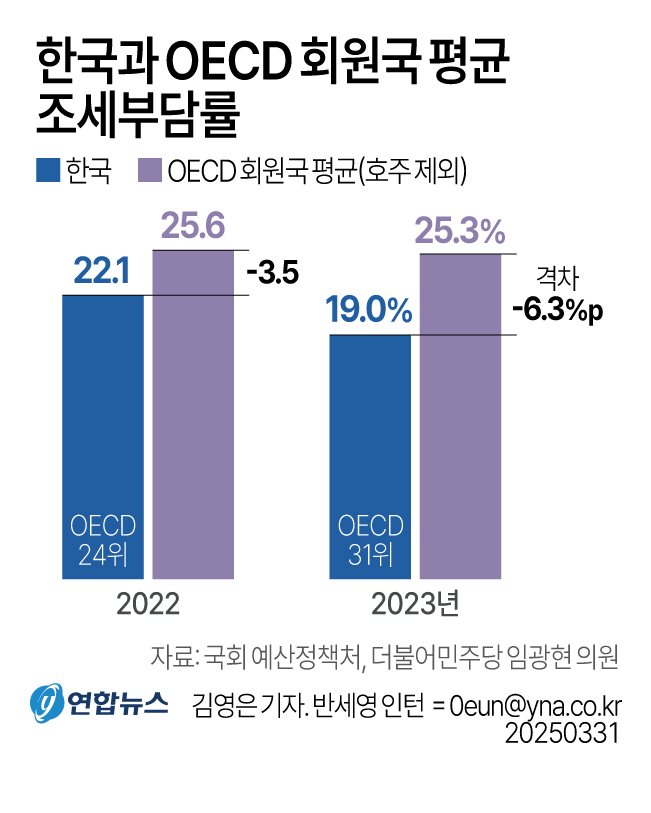 한국과 OECD 회원국 평균
조세부담률
한국 OECD 회원국 평균(호주 제외)
22.1
25.6
-3.5
19.0%
25.3%
격차
-6.3%p
OECD
24위
OECD
31위
2022
2023년
자료: 국회 예산정책처, 더불어민주당 임광현 의원
연합뉴스 김영은 기자. 반세영 인턴 = 0eun@yna.co.kr
20250331